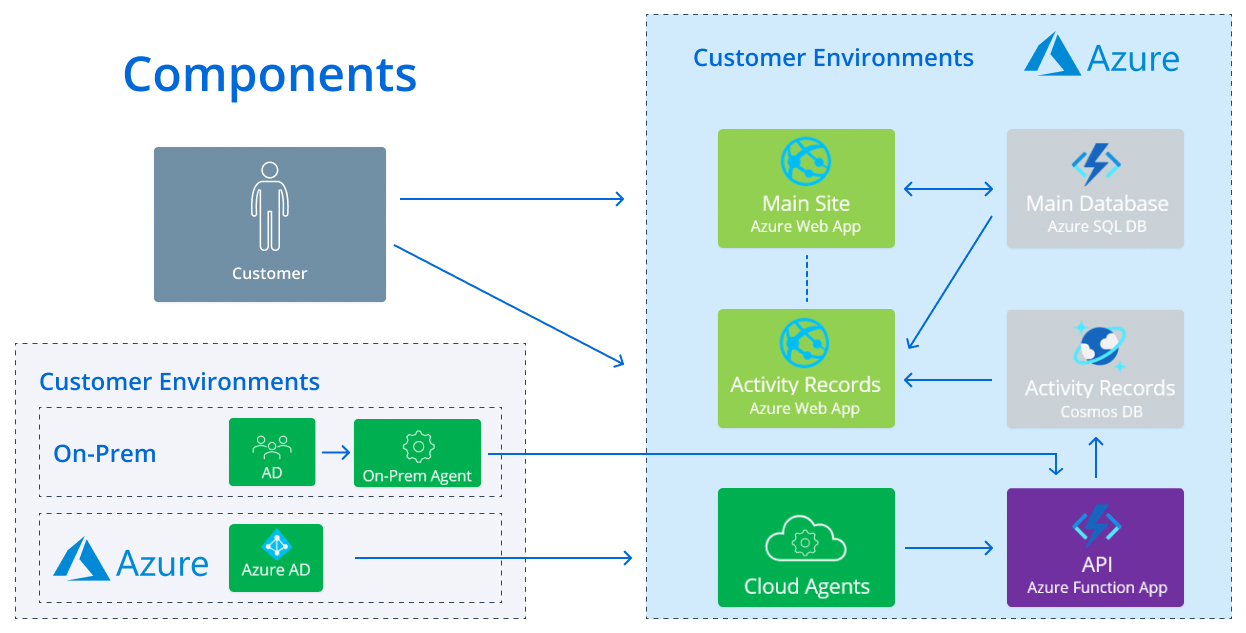 Components
Customer
Customer Environments
On-Prem
AD
On-Prem Agent
Azure
Azure AD
Customer Environments
Azure
Main Site
Azure Web App
Main Database
Azure SQL DB
Activity Records
Azure Web App
Activity Records
Cosmos DB
Cloud Agents
API
Azure Function App